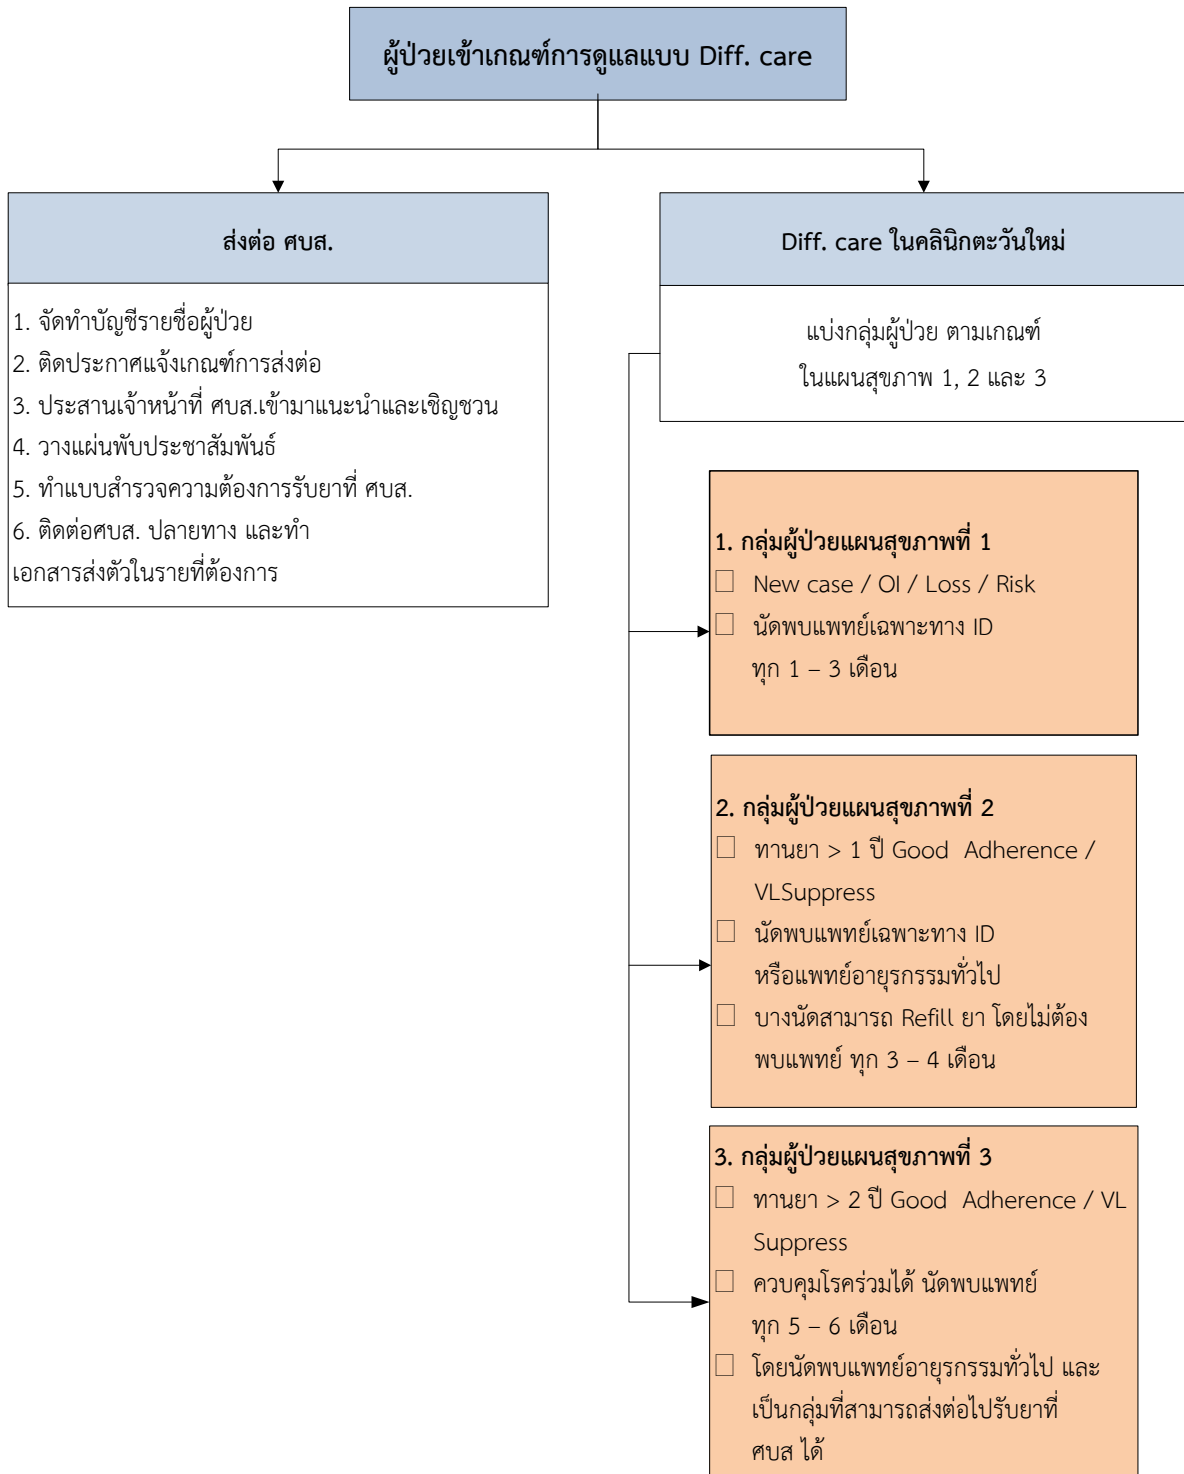 ผู้ป่วยเข้าเกณฑ์การดูแลแบบ Diff. care
ส่งต่อ ศบส.
1. จัดทำบัญชีรายชื่อผู้ป่วย
2. ติดประกาศแจ้งเกณฑ์การส่งต่อ
3. ประสานเจ้าหน้าที่ ศบส.เข้ามาแนะนำและเชิญชวน
4. วางแผ่นพับประชาสัมพันธ์
5. ทำแบบสำรวจความต้องการรับยาที่ ศบส.
6. ติดต่อศบส. ปลายทาง และทำ
เอกสารส่งตัวในรายที่ต้องการ
Diff. care ในคลินิกตะวันใหม่
แบ่งกลุ่มผู้ป่วย ตามเกณฑ์
ในแผนสุขภาพ 1, 2 และ 3
1. กลุ่มผู้ป่วยแผนสุขภาพที่ 1
□ New case / OI / Loss / Risk
□ นัดพบแพทย์เฉพาะทาง ID
ทุก 1 – 3 เดือน
2. กลุ่มผู้ป่วยแผนสุขภาพที่ 2
□ ทานยา > 1 ปี Good Adherence /
VLSuppress
□ นัดพบแพทย์เฉพาะทาง ID
หรือแพทย์อายุรกรรมทั่วไป
□ บางนัดสามารถ Refill ยา โดยไม่ต้อง
พบแพทย์ ทุก 3 – 4 เดือน
3. กลุ่มผู้ป่วยแผนสุขภาพที่ 3
□ ทานยา > 2 ปี Good Adherence / VL
Suppress
□ ควบคุมโรคร่วมได้ นัดพบแพทย์
ทุก 5 – 6 เดือน
□ โดยนัดพบแพทย์อายุรกรรมทั่วไป และ
เป็นกลุ่มที่สามารถส่งต่อไปรับยาที่
ศบส ได้